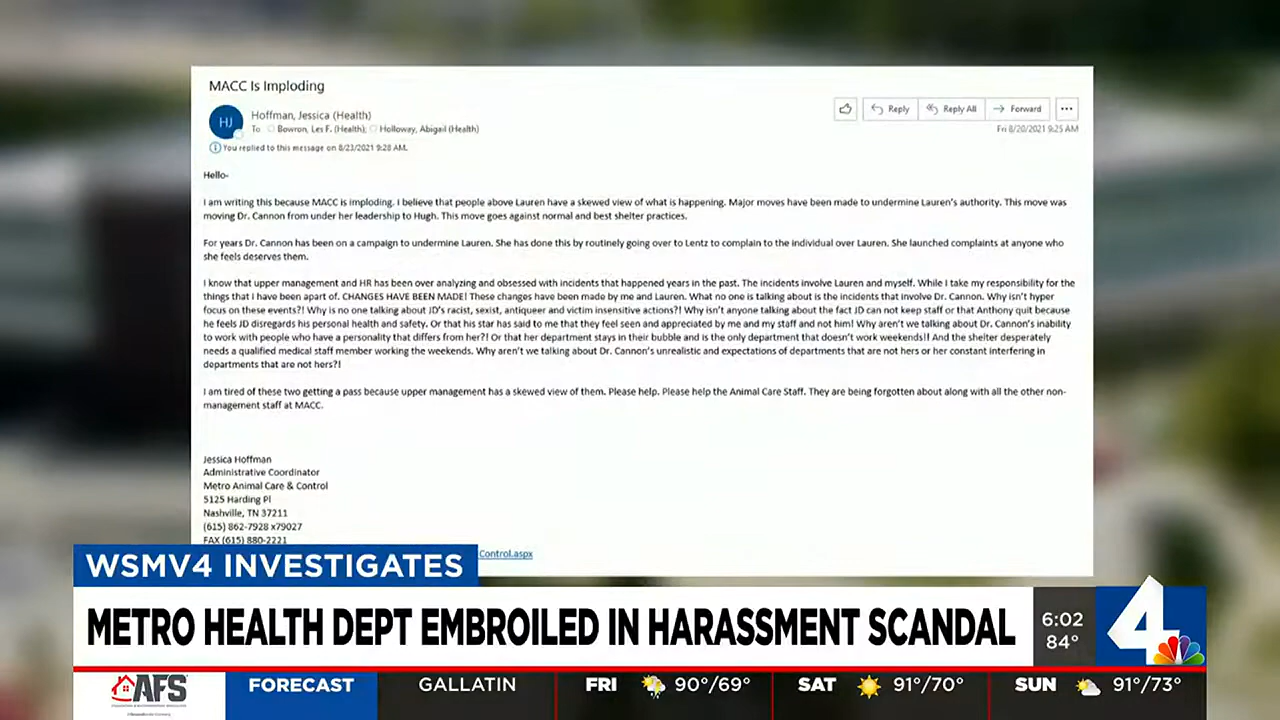 MACC Is Imploding
HJ
Hoffman, Jessica (Health)
To Bowron, Les F. (Health); Holloway, Abigail (Health)
Reply
Reply All
Forward
Fri 8/20/2021 9:25 AM
You replied to this message on 8/23/2021 9:28 AM.
Hello-
I am writing this because MACC is imploding. I believe that people above Lauren have a skewed view of what is happening. Major moves have been made to undermine Lauren's authority. This move was
moving Dr. Cannon from under her leadership to Hugh. This move goes against normal and best shelter practices.
For years Dr. Cannon has been on a campaign to undermine Lauren. She has done this by routinely going over to Lentz to complain to the individual over Lauren. She launched complaints at anyone who
she feels deserves them.
I know that upper management and HR has been over analyzing and obsessed with incidents that happened years in the past. The incidents involve Lauren and myself. While I take my responsibility for the
things that I have been apart of. CHANGES HAVE BEEN MADE! These changes have been made by me and Lauren. What no one is talking about is the incidents that involve Dr. Cannon. Why isn't hyper
focus on these events?! Why is no one talking about JD's racist, sexist, antiqueer and victim insensitive actions?! Why isn't anyone talking about the fact JD can not keep staff or that Anthony quit because
he feels JD disregards his personal health and safety. Or that his star has said to me that they feel seen and appreciated by me and my staff and not him! Why aren't we talking about Dr. Cannon's inability
to work with people who have a personality that differs from her?! Or that her department stays in their bubble and is the only department that doesn't work weekends!! And the shelter desperately
needs a qualified medical staff member working the weekends. Why aren't we talking about Dr. Cannon's unrealistic and expectations of departments that are not hers or her constant interfering in
departments that are not hers?!
I am tired of these two getting a pass because upper management has a skewed view of them. Please help. Please help the Animal Care Staff. They are being forgotten about along with all the other non-
management staff at MACC.
Jessica Hoffman
Administrative Coordinator
Metro Animal Care & Control
5125 Harding Pl
Nashville, TN 37211
(615) 862-7928 x79027
FAX (615) 880-2221
Control.aspx
WSMV4 INVESTIGATES
METRO HEALTH DEPT EMBROILED IN HARASSMENT SCANDAL
6:02
84°
4
AFS
FORECAST
GALLATIN
FRI 90°/69°
SAT 91°/70°
SUN 91°/73°